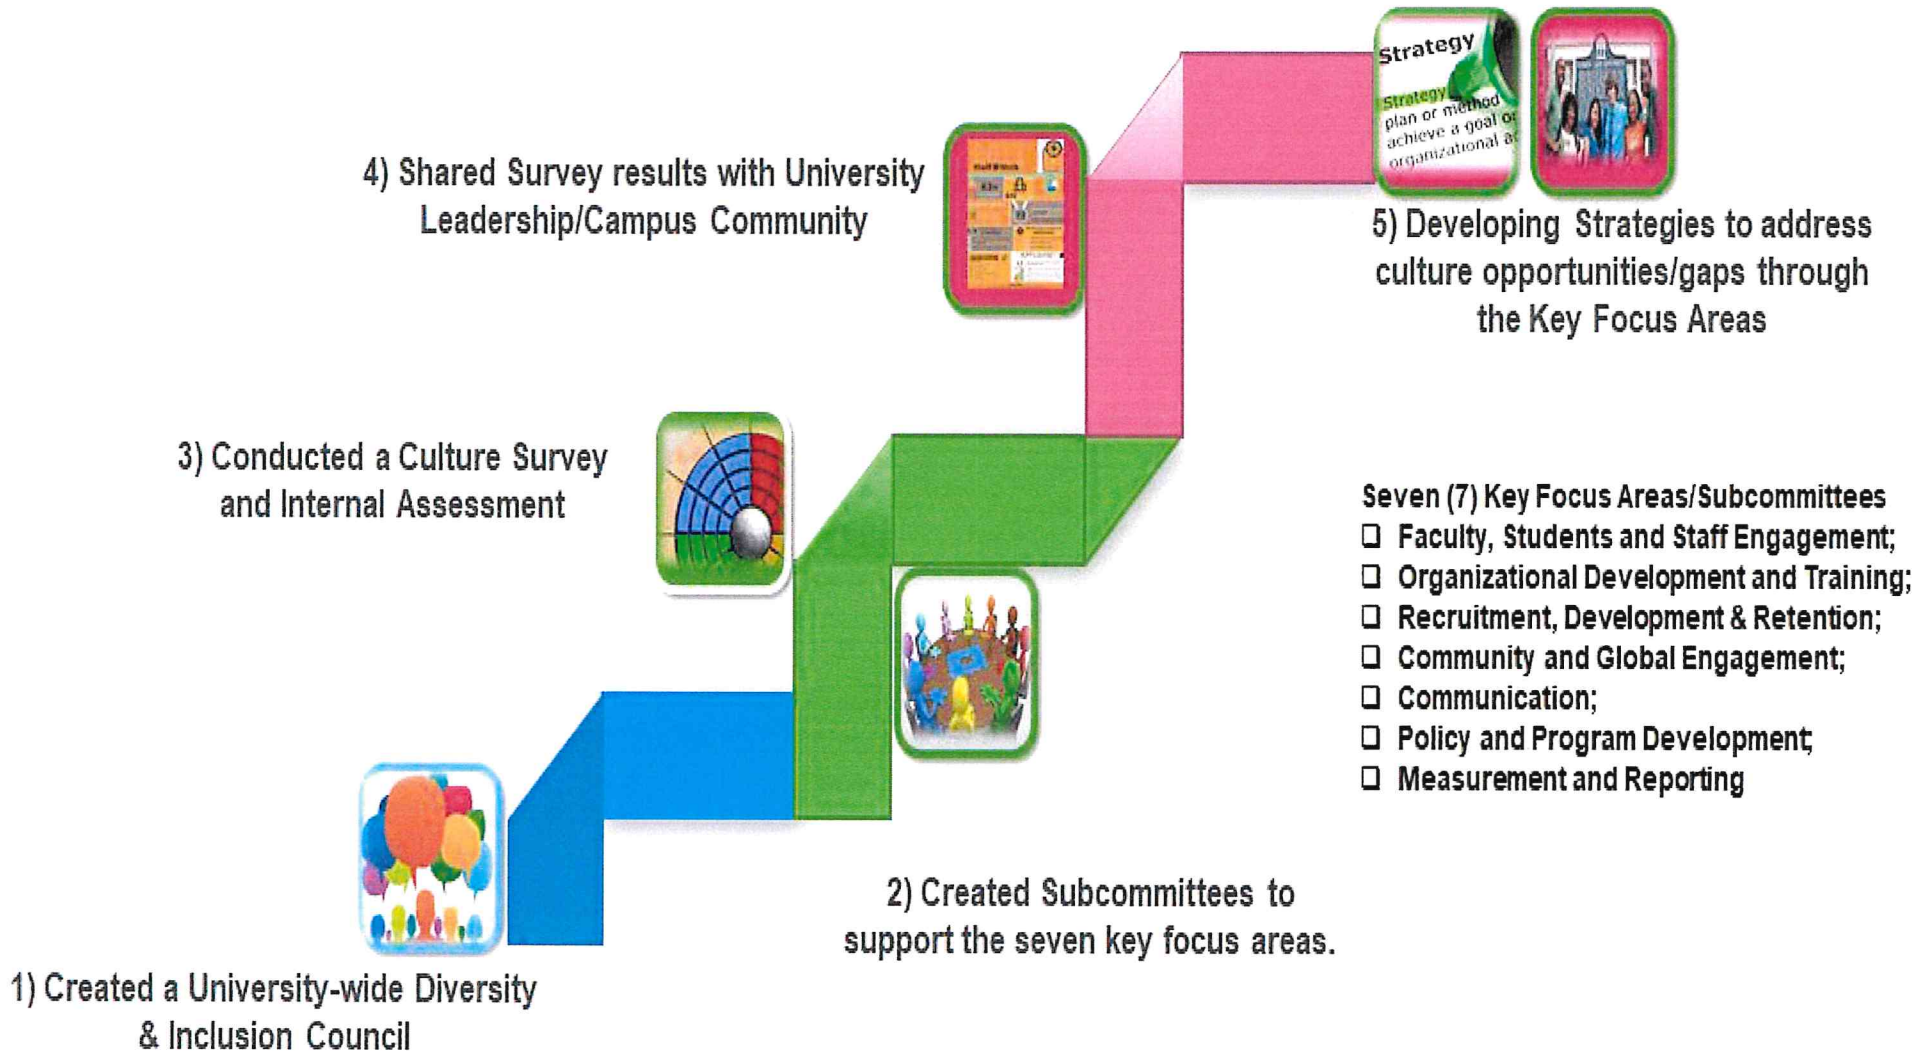 1) Created a University-wide Diversity
& Inclusion Council
2) Created Subcommittees to
support the seven key focus areas.
3) Conducted a Culture Survey
and Internal Assessment
4) Shared Survey results with University
Leadership/Campus Community
Strategy
Strategy
plan or method
achieve a goal or
organizational
5) Developing Strategies to address
culture opportunities/gaps through
the Key Focus Areas
Seven (7) Key Focus Areas/Subcommittees
❑ Faculty, Students and Staff Engagement;
❑ Organizational Development and Training;
❑ Recruitment, Development & Retention;
❑ Community and Global Engagement;
❑ Communication;
❑ Policy and Program Development;
❑ Measurement and Reporting